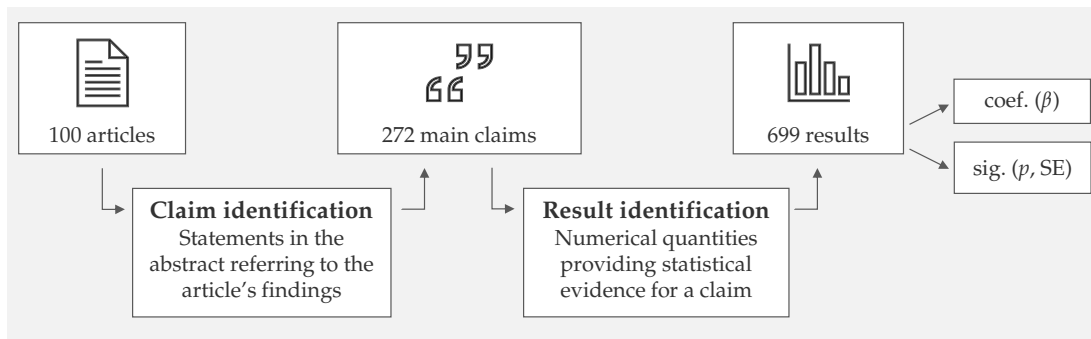 100 articles
272 main claims
699 results
coef. (β)
sig. (p, SE)
Claim identification
Statements in the
abstract referring to the
article's findings
Result identification
Numerical quantities
providing statistical
evidence for a claim